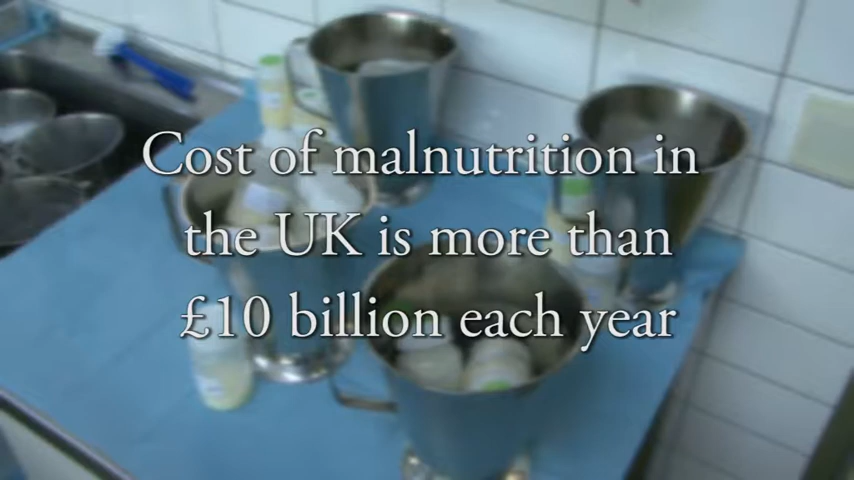 Cost of malnutrition in
the UK is more than
£10 billion each year